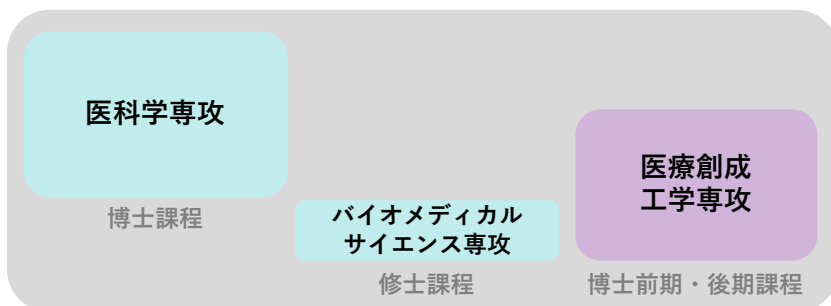 医科学専攻
博士課程
バイオメディカル
サイエンス専攻
修士課程
医療創成
工学専攻
博士前期・後期課程